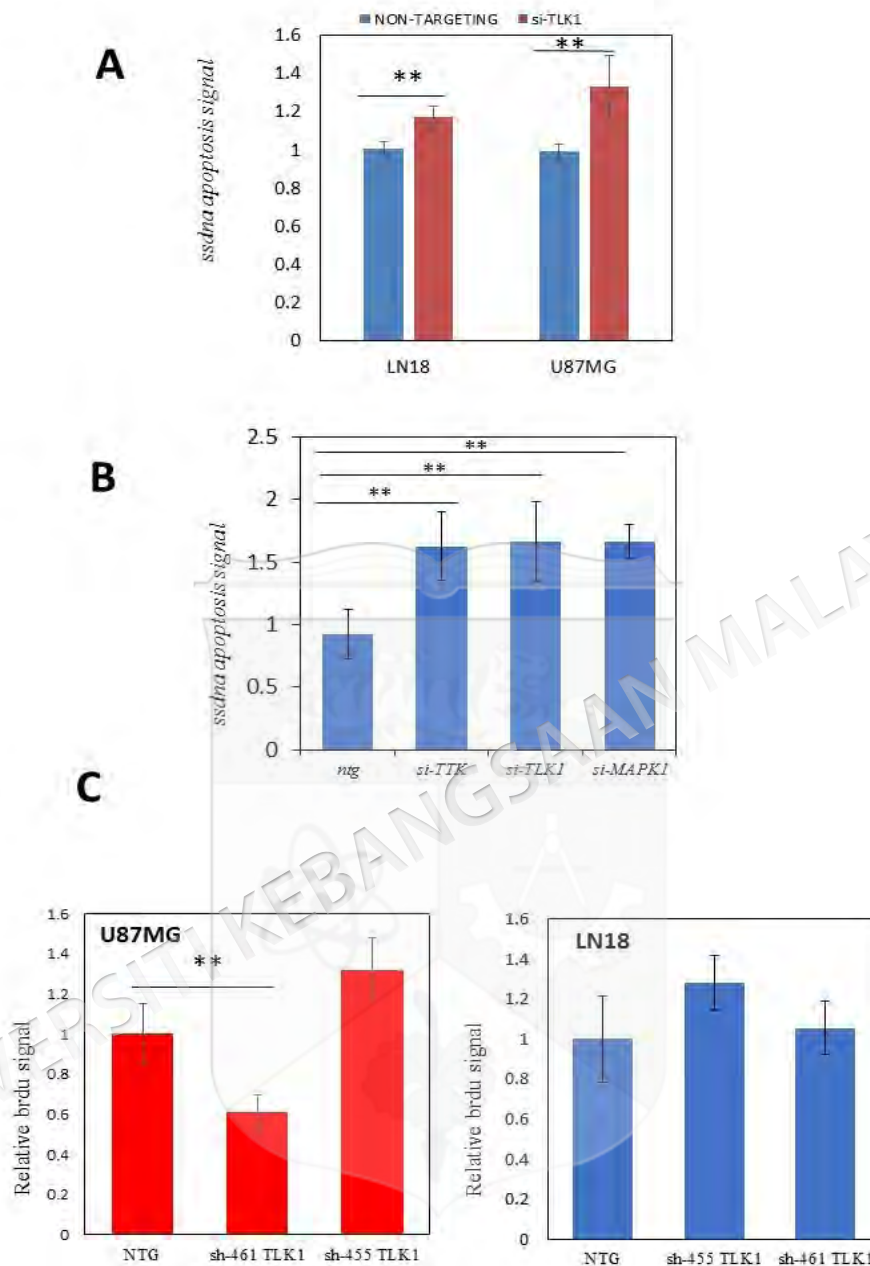 NON-TARGETING si-TLK1
A
ssdna apoptosis signal
1.6
1.4
1.2
1
0.8
0.6
0.4
0.2
0
**
**
LN18 U87MG
B
ssdna apoptosis signal
2.5
2
1.5
1
0.5
0
**
**
**
ntg si-TTK si-TLK1 si-MAPK1
C
U87MG
Relative brdu signal
1.6
1.4
1.2
1
0.8
0.6
0.4
0.2
0
**
NTG sh-461 TLK1 sh-455 TLK1
LN18
Relative brdu signal
1.6
1.4
1.2
1
0.8
0.6
0.4
0.2
0
NTG sh-455 TLK1 sh-461 TLK1
VERSITI KEBANGSAAN MALA